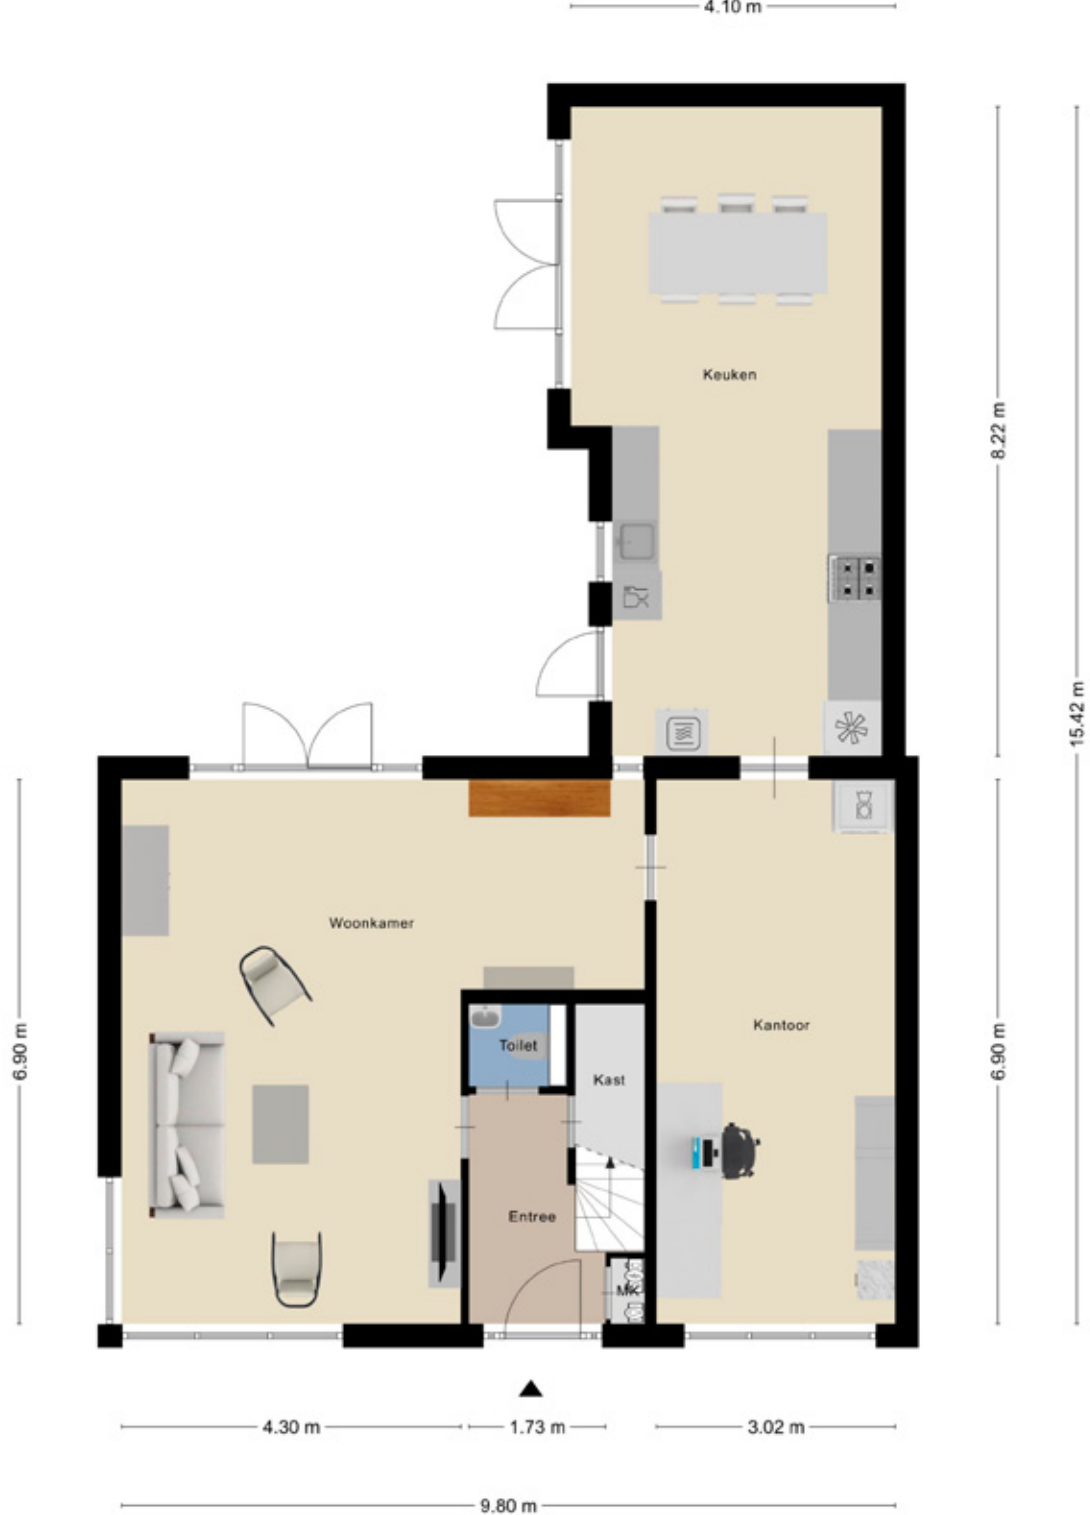 4.10 m
Keuken
8.22 m
15.42 m
Woonkamer
Kantoor
6.90 m
6.90 m
Toilet
Kast
Entree
MK
4.30 m
1.73 m
3.02 m
9.80 m